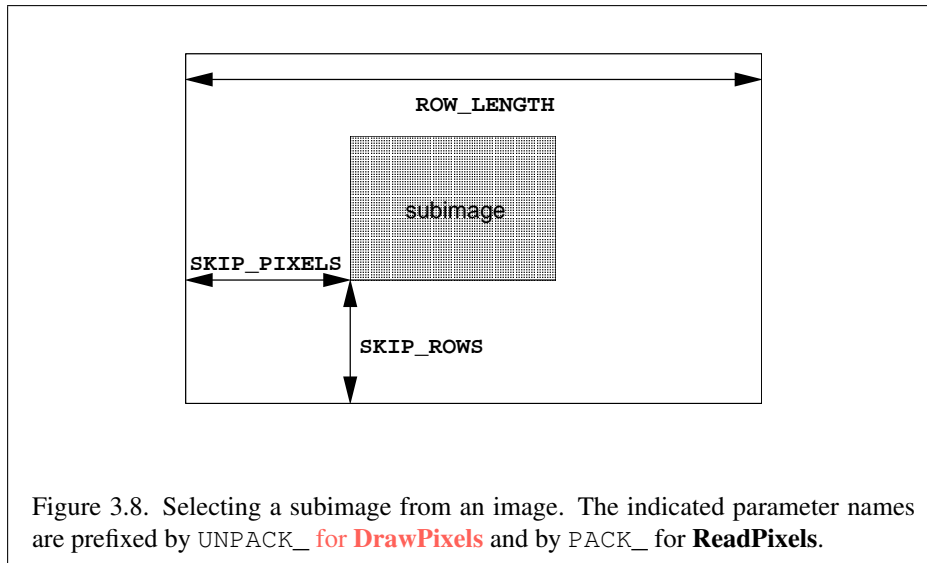 ROW_LENGTH
subimage
SKIP_PIXELS
SKIP_ROWS
Figure 3.8. Selecting a subimage from an image. The indicated parameter names
are prefixed by UNPACK_ for DrawPixels and by PACK_ for ReadPixels.